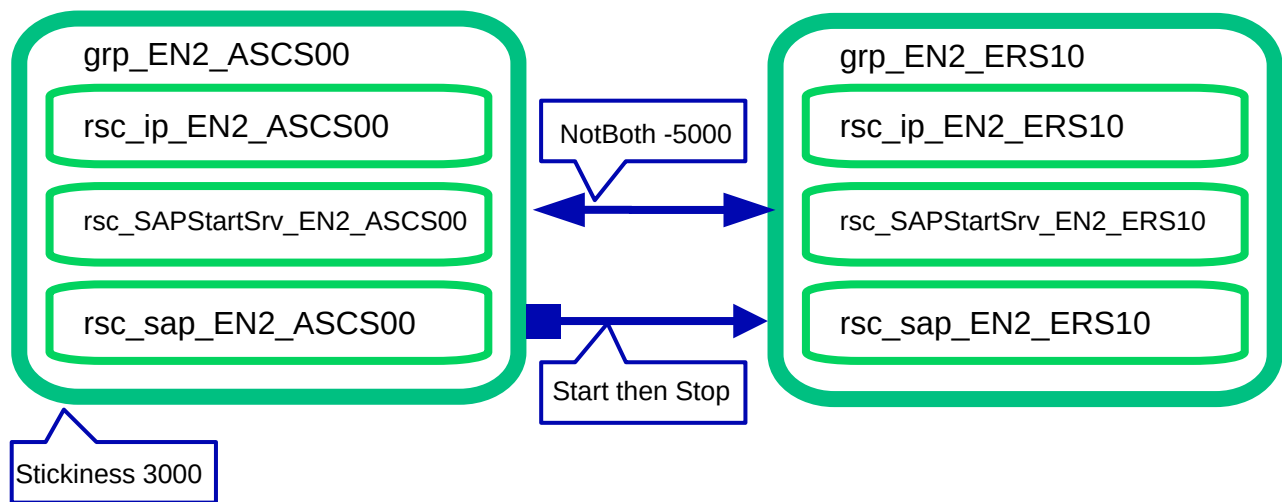 grp_EN2_ASCS00
rsc_ip_EN2_ASCS00
rsc_SAPStartSrv_EN2_ASCS00
rsc_sap_EN2_ASCS00
Stickiness 3000
NotBoth -5000
Start then Stop
grp_EN2_ERS10
rsc_ip_EN2_ERS10
rsc_SAPStartSrv_EN2_ERS10
rsc_sap_EN2_ERS10